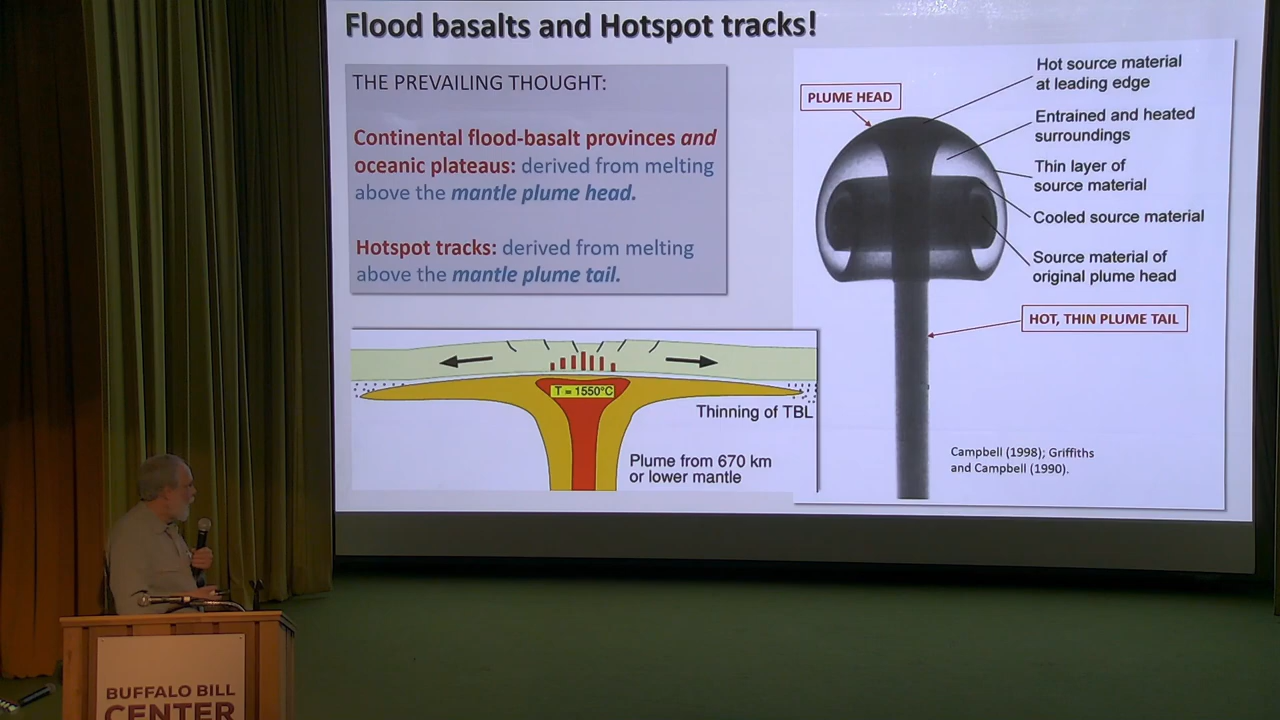 Flood basalts and Hotspot tracks!
THE PREVAILING THOUGHT:
Continental flood-basalt provinces and
oceanic plateaus: derived from melting
above the mantle plume head.
Hotspot tracks: derived from melting
above the mantle plume tail.
T = 1550°C
Thinning of TBL
Plume from 670 km
or lower mantle
PLUME HEAD
Hot source material
at leading edge
Entrained and heated
surroundings
Thin layer of
source material
Cooled source material
Source material of
original plume head
HOT, THIN PLUME TAIL
Campbell (1998); Griffiths
and Campbell (1990).
BUFFALO BILL
CENTER